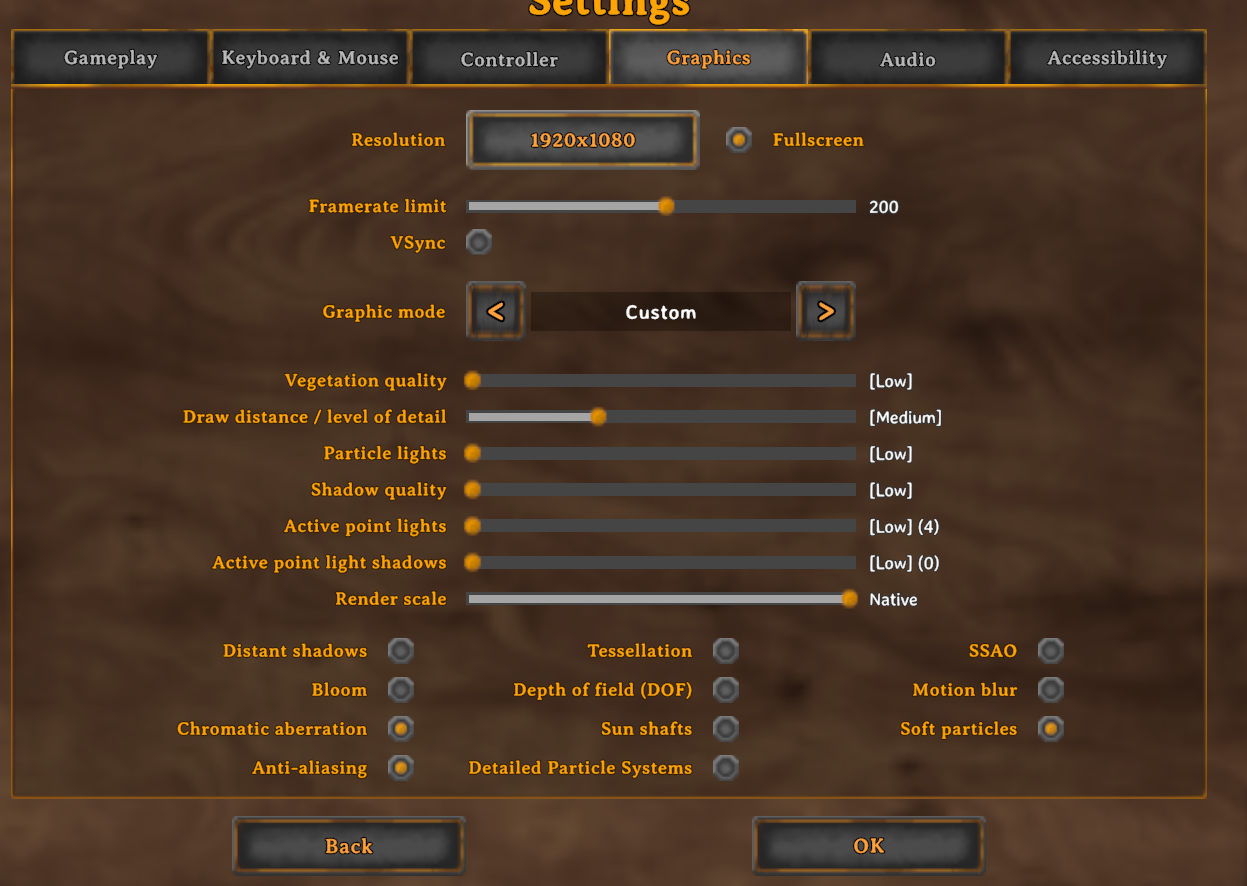 Settings
Gameplay Keyboard & Mouse Controller Graphics Audio Accessibility
Resolution 1920x1080 Fullscreen
Framerate limit 200
VSync
Graphic mode < Custom >
Vegetation quality [Low]
Draw distance / level of detail [Medium]
Particle lights [Low]
Shadow quality [Low]
Active point lights [Low] (4)
Active point light shadows [Low] (0)
Render scale Native
Distant shadows Tessellation SSAO
Bloom Depth of field (DOF) Motion blur
Chromatic aberration Sun shafts Soft particles
Anti-aliasing Detailed Particle Systems
Back OK